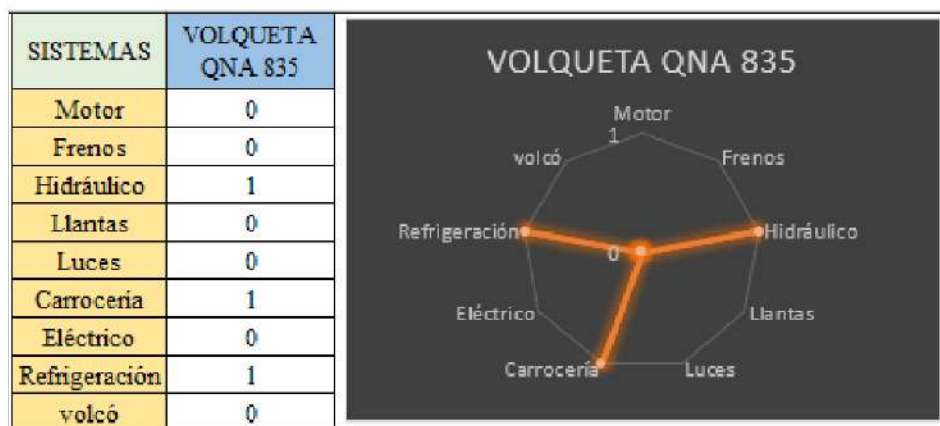 SISTEMAS VOLQUETA QNA 835
Motor 0
Frenos 0
Hidráulico 1
Llantas 0
Luces 0
Carrocería 1
Eléctrico 0
Refrigeración 1
volcó 0
VOLQUETA QNA 835
Motor
1
volcó Frenos
Refrigeración Hidráulico
0
Eléctrico Llantas
Carrocería Luces